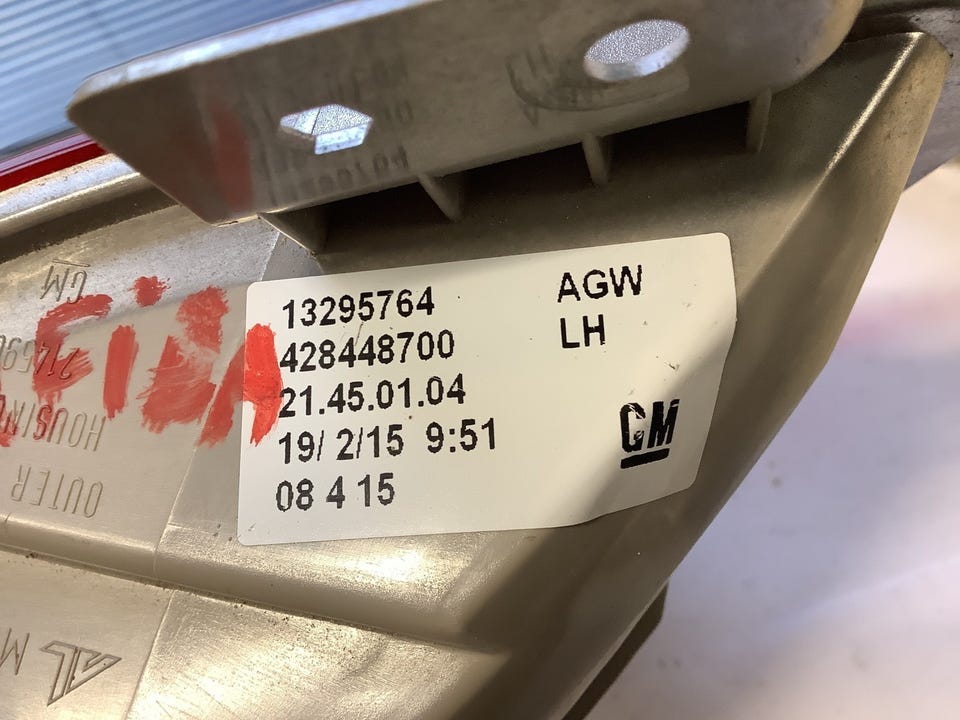 13295764 AGW
428448700 LH
21.45.01.04
19/ 2/15 9:51
08 4 15
GM
GM
HOUSING
OUTER